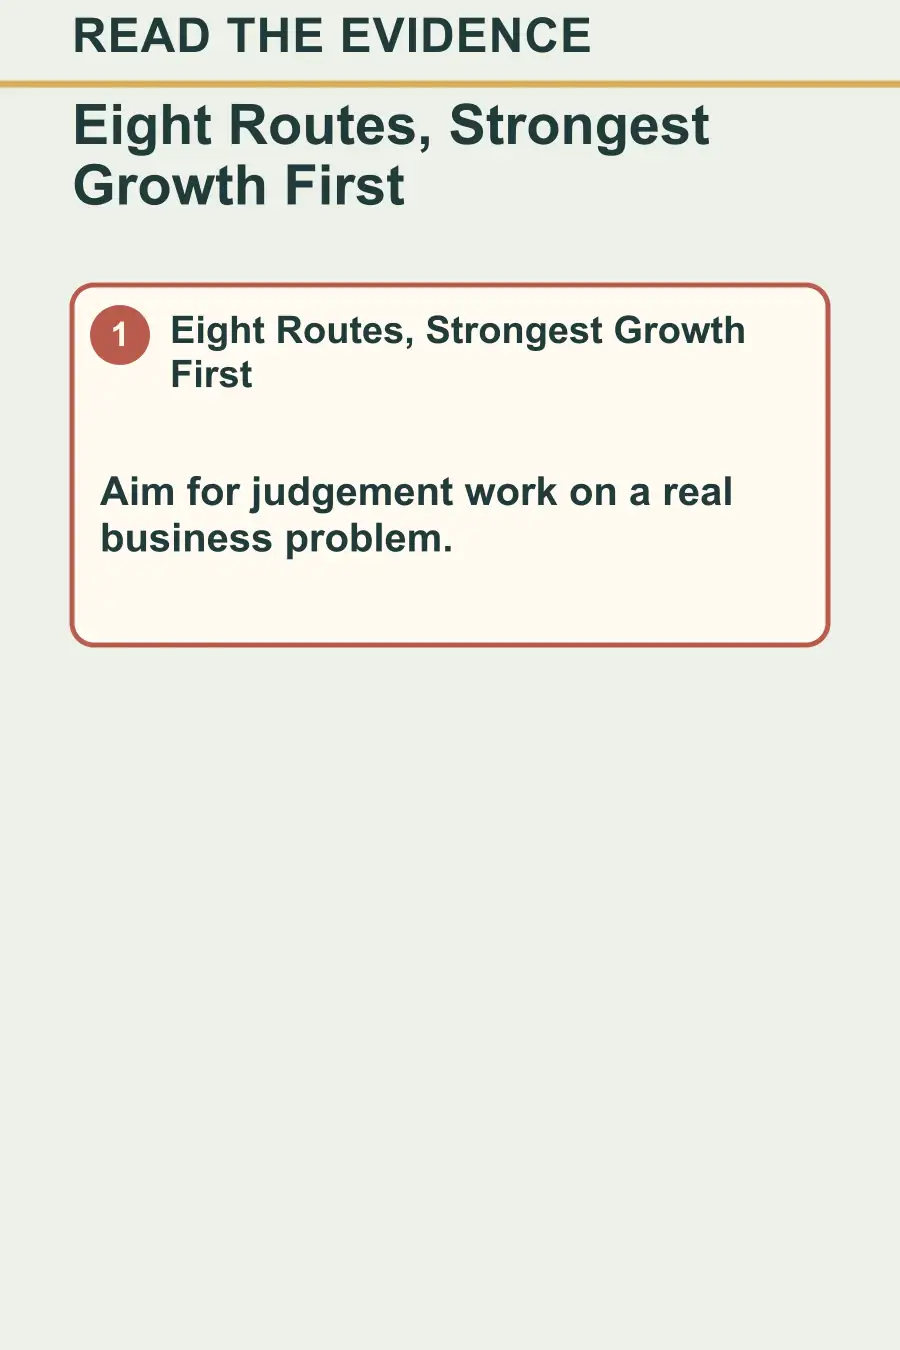 READ THE EVIDENCE
Eight Routes, Strongest
Growth First
1
Eight Routes, Strongest Growth
First
Aim for judgement work on a real
business problem.